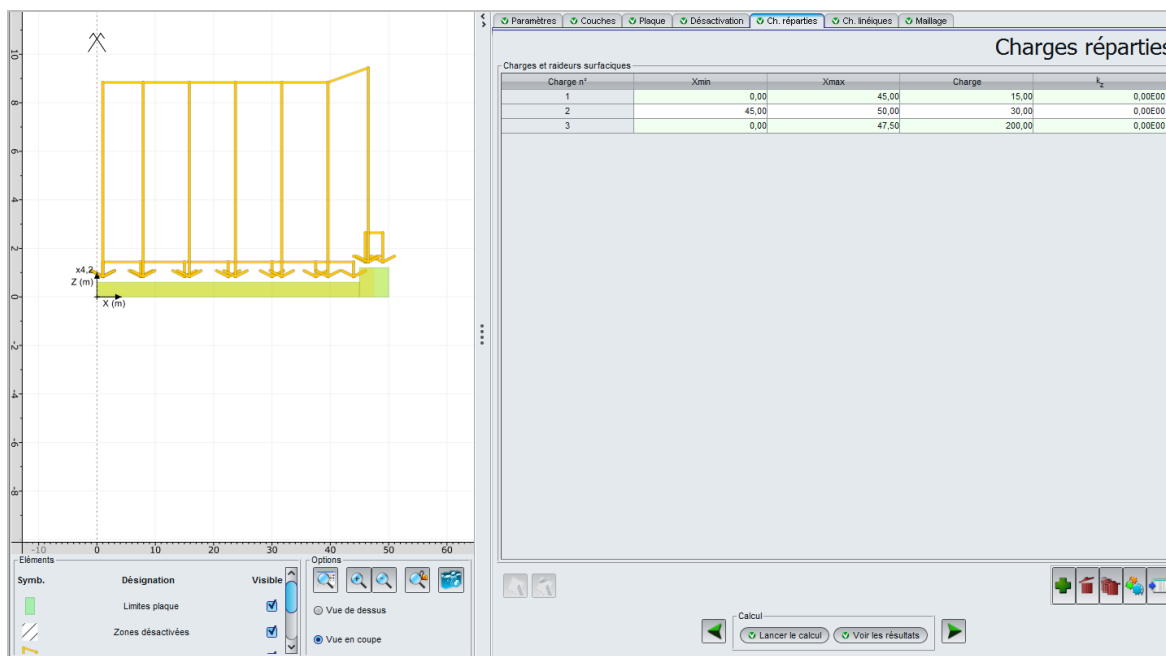 Paramètres Couches Plaque Désactivation Ch. réparties Ch. linéiques Maillage
Charges réparties
Charges et raideurs surfaciques
Charge n° Xmin Xmax Charge kz
1 0,00 45,00 15,00 0,00E00
2 45,00 50,00 30,00 0,00E00
3 0,00 47,50 200,00 0,00E00
10
8
6
4
2
0
-2
-4
-6
-8
x4,2
Z (m)
X (m)
-10 0 10 20 30 40 50 60
Eléments
Symb. Désignation Visible
Limites plaque
Zones désactivées
Options
Vue de dessus
Vue en coupe
Calcul
Lancer le calcul Voir les résultats